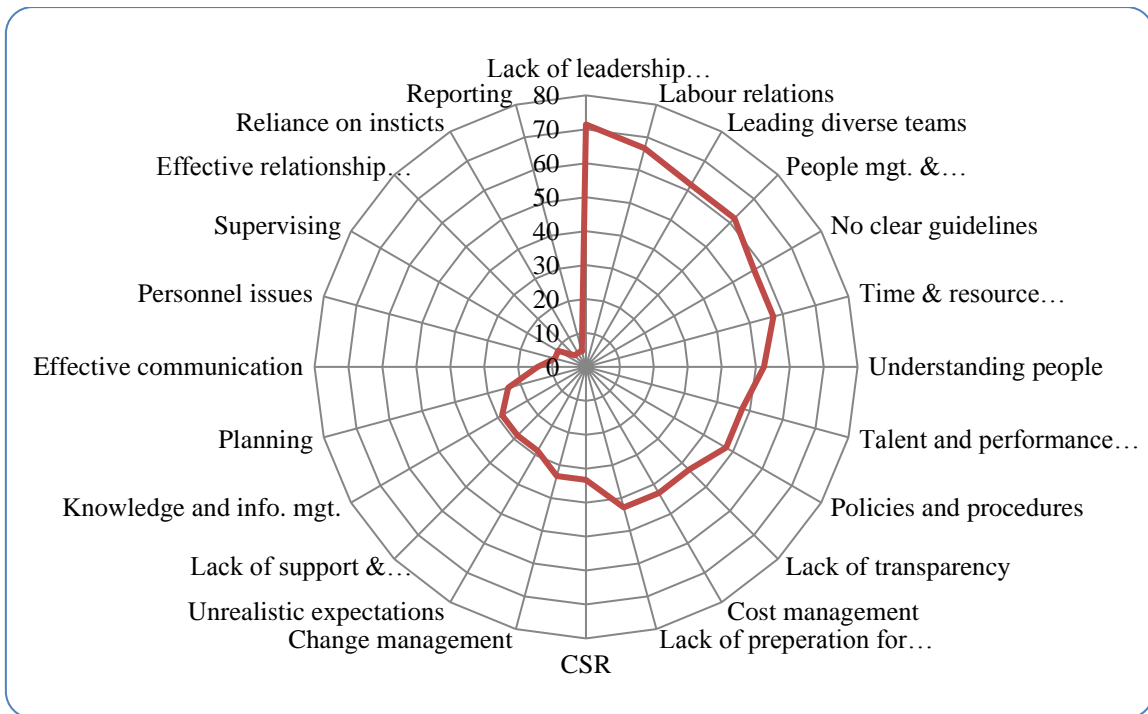 Lack of leadership…
Labour relations
Leading diverse teams
People mgt. &…
No clear guidelines
Time & resource…
Understanding people
Talent and performance…
Policies and procedures
Lack of transparency
Cost management
Lack of preperation for…
CSR
Change management
Unrealistic expectations
Lack of support &…
Knowledge and info. mgt.
Planning
Effective communication
Personnel issues
Supervising
Effective relationship…
Reliance on insticts
Reporting
80
70
60
50
40
30
20
10
0